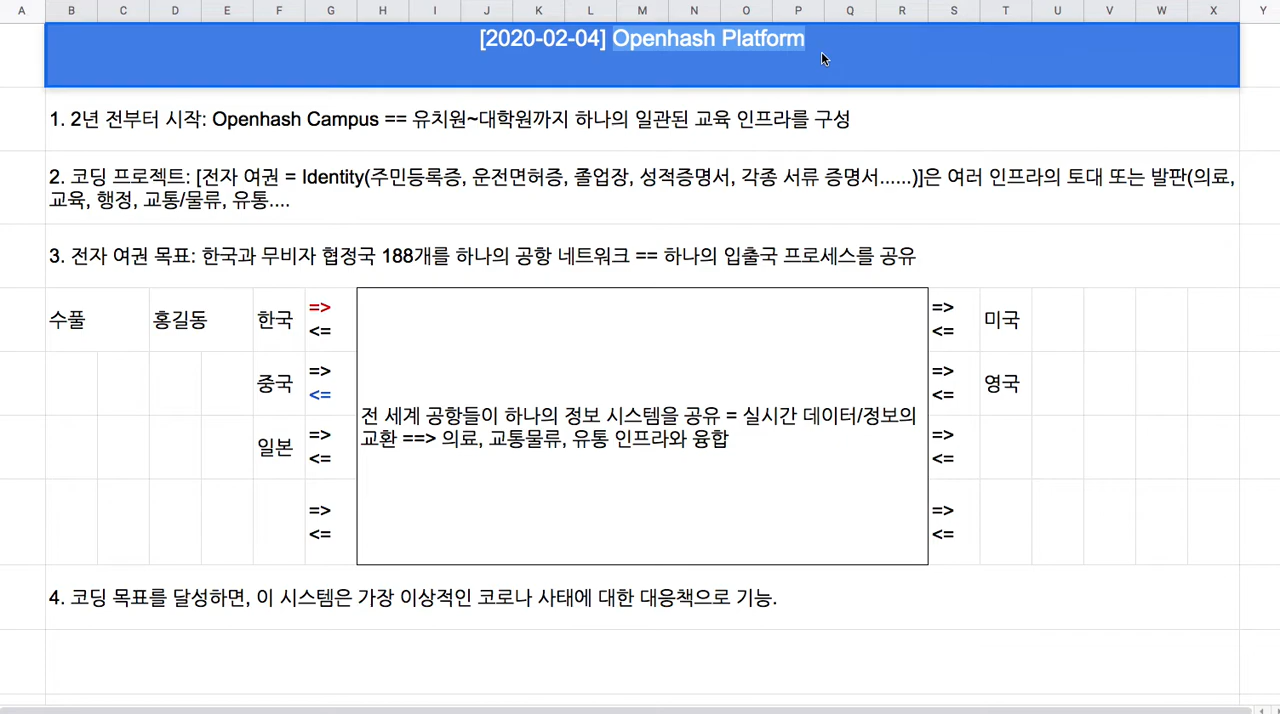 A B C D E F G H I J K L M N O P Q R S T U V W X Y
[2020-02-04] Openhash Platform
1. 2년 전부터 시작: Openhash Campus == 유치원~대학원까지 하나의 일관된 교육 인프라를 구성
2. 코딩 프로젝트: [전자 여권 = Identity(주민등록증, 운전면허증, 졸업장, 성적증명서, 각종 서류 증명서......)]은 여러 인프라의 토대 또는 발판(의료,
교육, 행정, 교통/물류, 유통....
3. 전자 여권 목표: 한국과 무비자 협정국 188개를 하나의 공항 네트워크 == 하나의 입출국 프로세스를 공유
수풀 홍길동 한국 => <= => <= 미국
중국 => <= => <= 영국
전 세계 공항들이 하나의 정보 시스템을 공유 = 실시간 데이터/정보의
교환 ==> 의료, 교통물류, 유통 인프라와 융합
일본 => <= => <=
=> <= => <=
4. 코딩 목표를 달성하면, 이 시스템은 가장 이상적인 코로나 사태에 대한 대응책으로 기능.